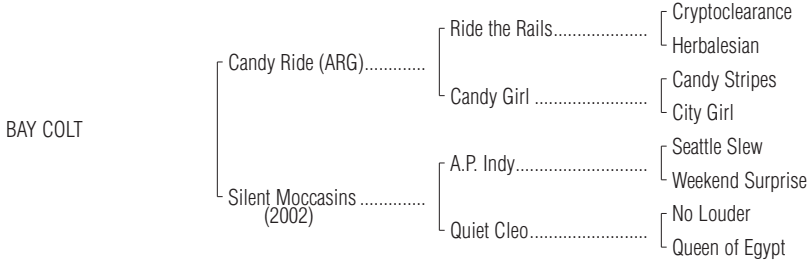 Cryptoclearance
Ride the Rails....................
Herbalesian
Candy Ride (ARG).............
Candy Stripes
Candy Girl ........................
City Girl
BAY COLT
Seattle Slew
A.P. Indy............................
Weekend Surprise
Silent Moccasins ..............
(2002)
No Louder
Quiet Cleo.........................
Queen of Egypt